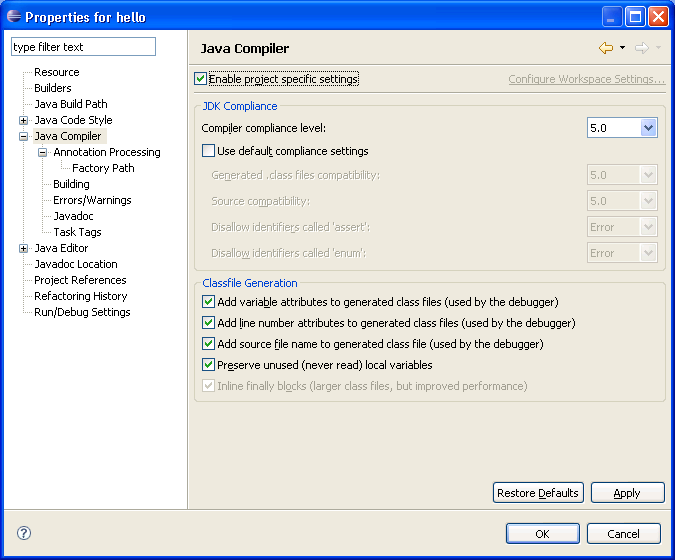 Properties for hello
type filter text
Resource
Builders
Java Build Path
Java Code Style
Java Compiler
Annotation Processing
Factory Path
Building
Errors/Warnings
Javadoc
Task Tags
Java Editor
Javadoc Location
Project References
Refactoring History
Run/Debug Settings
Java Compiler
Enable project specific settings
Configure Workspace Settings...
JDK Compliance
Compiler compliance level:
5.0
Use default compliance settings
Generated .class files compatibility:
5.0
Source compatibility:
5.0
Disallow identifiers called 'assert':
Error
Disallow identifiers called 'enum':
Error
Classfile Generation
Add variable attributes to generated class files (used by the debugger)
Add line number attributes to generated class files (used by the debugger)
Add source file name to generated class file (used by the debugger)
Preserve unused (never read) local variables
Inline finally blocks (larger class files, but improved performance)
Restore Defaults
Apply
?
OK
Cancel